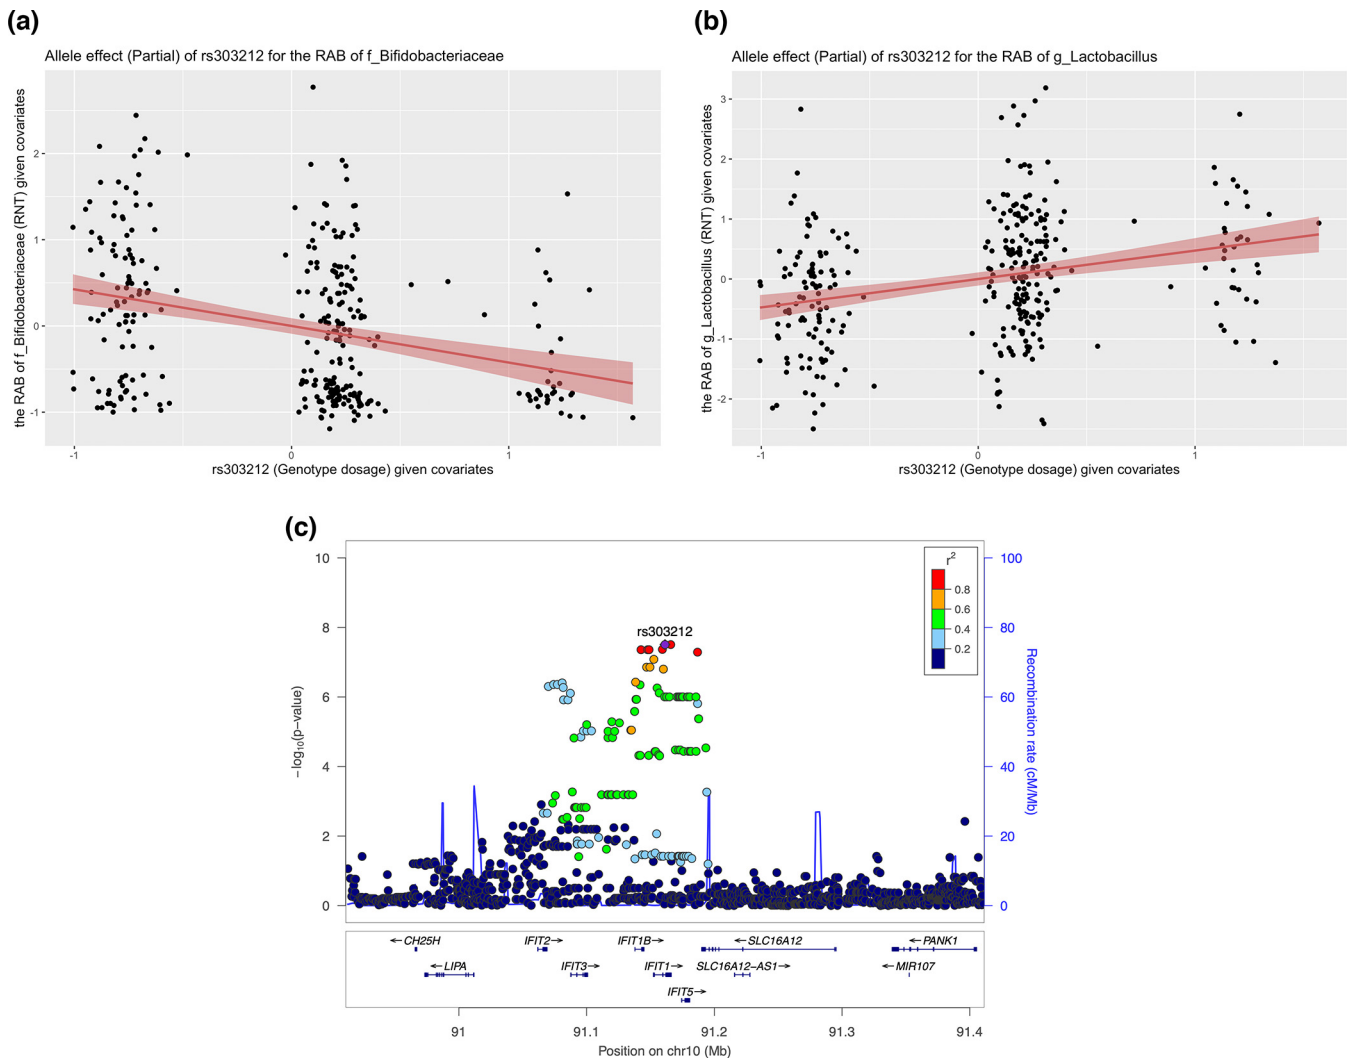 (a)
Allele effect (Partial) of rs303212 for the RAB of f_Bifidobacteriaceae
the RAB of f_Bifidobacteriaceae (RNT) given covariates
2
1
0
-1
-1
0
1
rs303212 (Genotype dosage) given covariates
(b)
Allele effect (Partial) of rs303212 for the RAB of g_Lactobacillus
the RAB of g_Lactobacillus (RNT) given covariates
3
2
1
0
-1
-2
-1
0
1
rs303212 (Genotype dosage) given covariates
(c)
10
8
6
4
2
0
−log10(p−value)
rs303212
r2
0.8
0.6
0.4
0.2
100
80
60
40
20
0
Recombination rate (cM/Mb)
←CH25H
IFIT2→
IFIT1B→
←SLC16A12
←PANK1
←LIPA
IFIT3→
IFIT1→
SLC16A12−AS1→
←MIR107
IFIT5→
91
91.1
91.2
91.3
91.4
Position on chr10 (Mb)